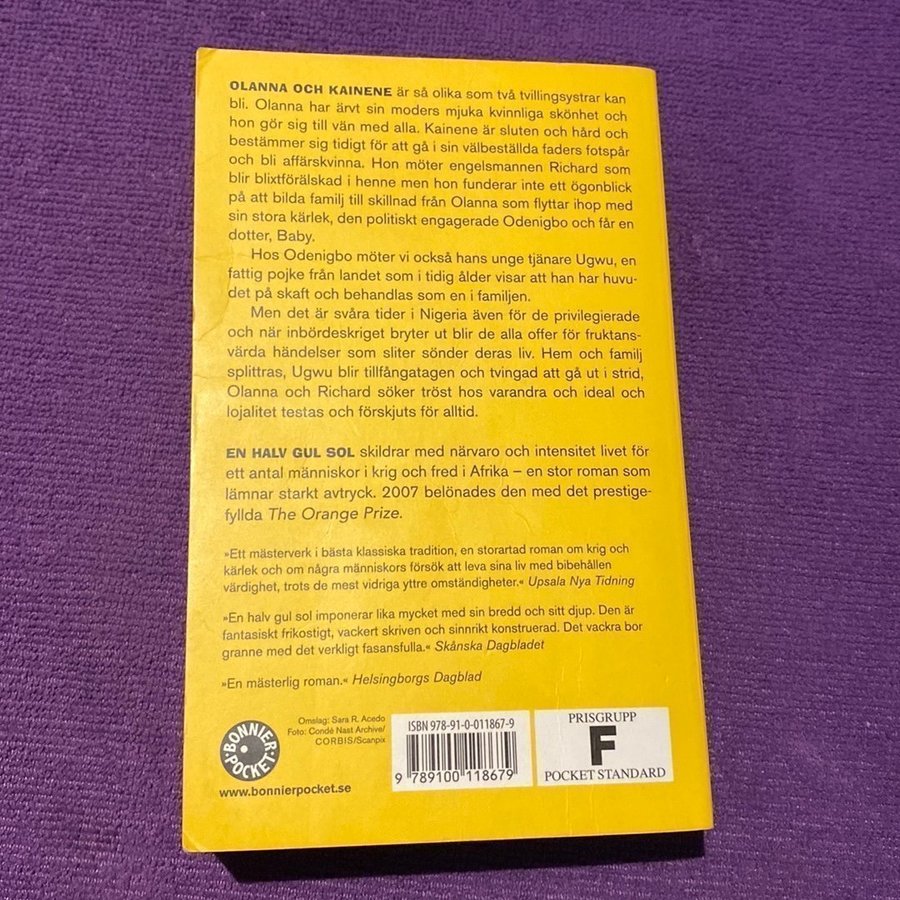 OLANNA OCH KAINENE är så olika som två tvillingsystrar kan
bli. Olanna har ärvt sin moders mjuka kvinnliga skönhet och
hon gör sig till vän med alla. Kainene är sluten och hård och
bestämmer sig tidigt för att gå i sin välbeställda faders fotspår
och bli affärskvinna. Hon möter engelsmannen Richard som
blir blixtförälskad i henne men hon funderar inte ett ögonblick
på att bilda familj till skillnad från Olanna som flyttar ihop med
sin stora kärlek, den politiskt engagerade Odenigbo och får en
dotter, Baby.
Hos Odenigbo möter vi också hans unge tjänare Ugwu, en
fattig pojke från landet som i tidig ålder visar att han har huvu-
det på skaft och behandlas som en i familjen.
Men det är svåra tider i Nigeria även för de privilegierade
och när inbördeskriget bryter ut blir de alla offer för fruktans-
värda händelser som sliter sönder deras liv. Hem och familj
splittras, Ugwu blir tillfångatagen och tvingad att gå ut i strid,
Olanna och Richard söker tröst hos varandra och ideal och
lojalitet testas och förskjuts för alltid.
EN HALV GUL SOL skildrar med närvaro och intensitet livet för
ett antal människor i krig och fred i Afrika – en stor roman som
lämnar starkt avtryck. 2007 belönades den med det prestige-
fyllda The Orange Prize.
»Ett mästerverk i bästa klassiska tradition, en storartad roman om krig och
kärlek och om några människors försök att leva sina liv med bibehållen
värdighet, trots de mest vidriga yttre omständigheter.« Upsala Nya Tidning
»En halv gul sol imponerar lika mycket med sin bredd och sitt djup. Den är
fantasiskt frikostigt, vackert skriven och sinnrikt konstruerad. Det vackra bor
granne med det verkligt fasansfulla.« Skånska Dagbladet
»En mästerlig roman.« Helsingborgs Dagblad
Omslag: Sara R. Acedo
Foto: Condé Nast Archive/
CORBIS/Scanpix
BONNIER
POCKET
www.bonnierpocket.se
ISBN 978-91-0-011867-9
9 789100 118679
PRISGRUPP
F
POCKET STANDARD